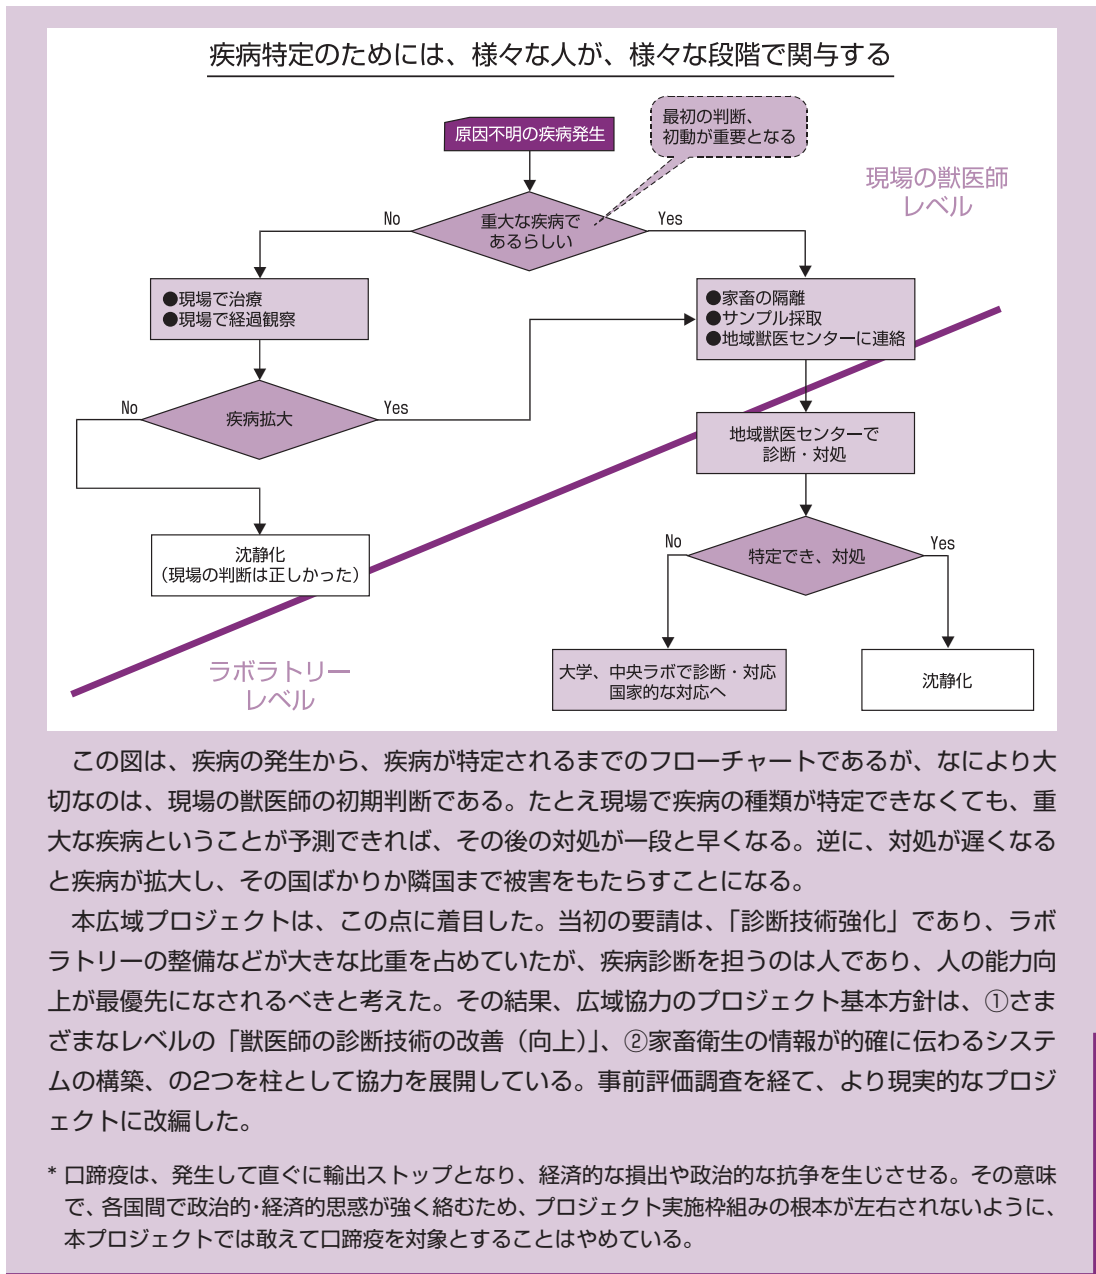 疾病特定のためには、様々な人が、様々な段階で関与する
最初の判断、
初動が重要となる
原因不明の疾病発生
現場の獣医師
レベル
重大な疾病で
あるらしい
No
Yes
●現場で治療
●現場で経過観察
●家畜の隔離
●サンプル採取
●地域獣医センターに連絡
疾病拡大
No
Yes
地域獣医センターで
診断・対処
沈静化
（現場の判断は正しかった）
特定でき、対処
No
Yes
ラボラトリー
レベル
大学、中央ラボで診断・対応
国家的な対応へ
沈静化
この図は、疾病の発生から、疾病が特定されるまでのフローチャートであるが、なにより大
切なのは、現場の獣医師の初期判断である。たとえ現場で疾病の種類が特定できなくても、重
大な疾病ということが予測できれば、その後の対処が一段と早くなる。逆に、対処が遅くなる
と疾病が拡大し、その国ばかりか隣国まで被害をもたらすことになる。
本広域プロジェクトは、この点に着目した。当初の要請は、「診断技術強化」であり、ラボ
ラトリーの整備などが大きな比重を占めていたが、疾病診断を担うのは人であり、人の能力向
上が最優先になされるべきと考えた。その結果、広域協力のプロジェクト基本方針は、①さま
ざまなレベルの「獣医師の診断技術の改善（向上）」、②家畜衛生の情報が的確に伝わるシステ
ムの構築、の2つを柱として協力を展開している。事前評価調査を経て、より現実的なプロジ
ェクトに改編した。
* 口蹄疫は、発生して直ぐに輸出ストップとなり、経済的な損出や政治的な抗争を生じさせる。その意味
で、各国間で政治的・経済的思惑が強く絡むため、プロジェクト実施枠組みの根本が左右されないように、
本プロジェクトでは敢えて口蹄疫を対象とすることはやめている。